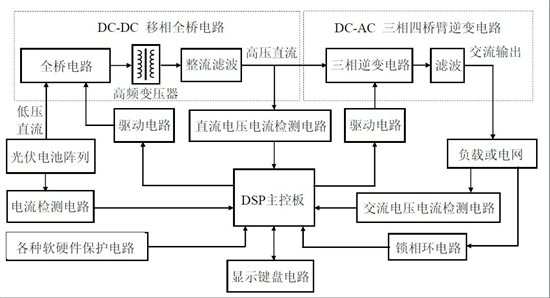 DC-DC 移相全桥电路
DC-AC 三相四桥臂逆变电路
高压直流
交流输出
全桥电路
整流滤波
三相逆变电路
滤波
高频变压器
低压
直流
驱动电路
直流电压电流检测电路
驱动电路
光伏电池阵列
负载或电网
DSP主控板
电流检测电路
交流电压电流检测电路
各种软硬件保护电路
锁相环电路
显示键盘电路